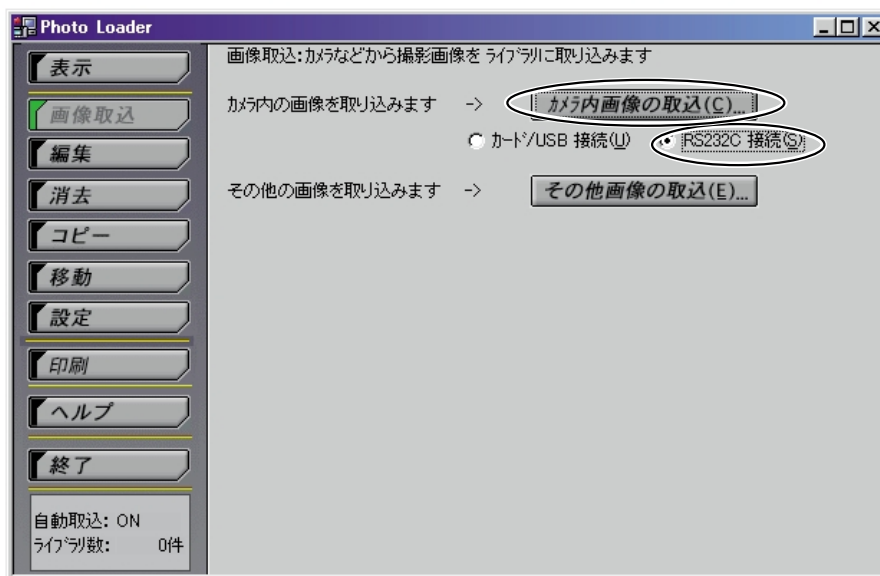 Photo Loader
表示
画像取込
編集
消去
コピー
移動
設定
印刷
ヘルプ
終了
自動取込: ON
ライブラリ数: 0件
画像取込:カメラなどから撮影画像を ライブラリに取り込みます
カメラ内の画像を取り込みます -> カメラ内画像の取込(C)...
カード/USB 接続(U) RS232C 接続(S)
その他の画像を取り込みます -> その他画像の取込(E)...